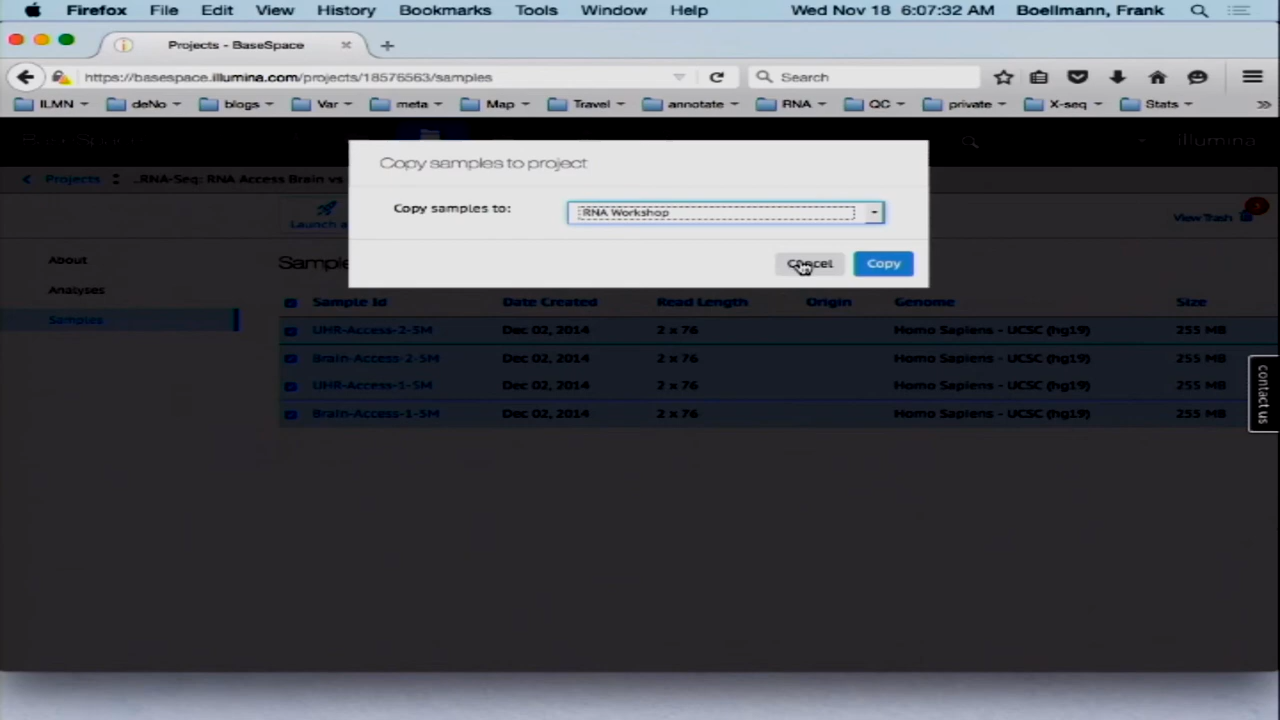 Firefox File Edit View History Bookmarks Tools Window Help Wed Nov 18 6:07:32 AM Boellmann, Frank
Projects - BaseSpace
https://basespace.illumina.com/projects/18576563/samples Search
ILMN deNo blogs Var meta Map Travel annotate RNA QC private X-seq Stats
BaseSpace illumina
Copy samples to project
Projects ..RNA-Seq: RNA Access Brain vs
Copy samples to: RNA Workshop
Launch a View Trash
About Sample Cancel Copy
Analyses
Samples
Sample Id Date Created Read Length Origin Genome Size
UHR-Access-2-5M Dec 02, 2014 2 x 76 Homo Sapiens - UCSC (hg19) 255 MB
Brain-Access-2-5M Dec 02, 2014 2 x 76 Homo Sapiens - UCSC (hg19) 255 MB
UHR-Access-1-5M Dec 02, 2014 2 x 76 Homo Sapiens - UCSC (hg19) 255 MB
Brain-Access-1-5M Dec 02, 2014 2 x 76 Homo Sapiens - UCSC (hg19) 255 MB
contact us